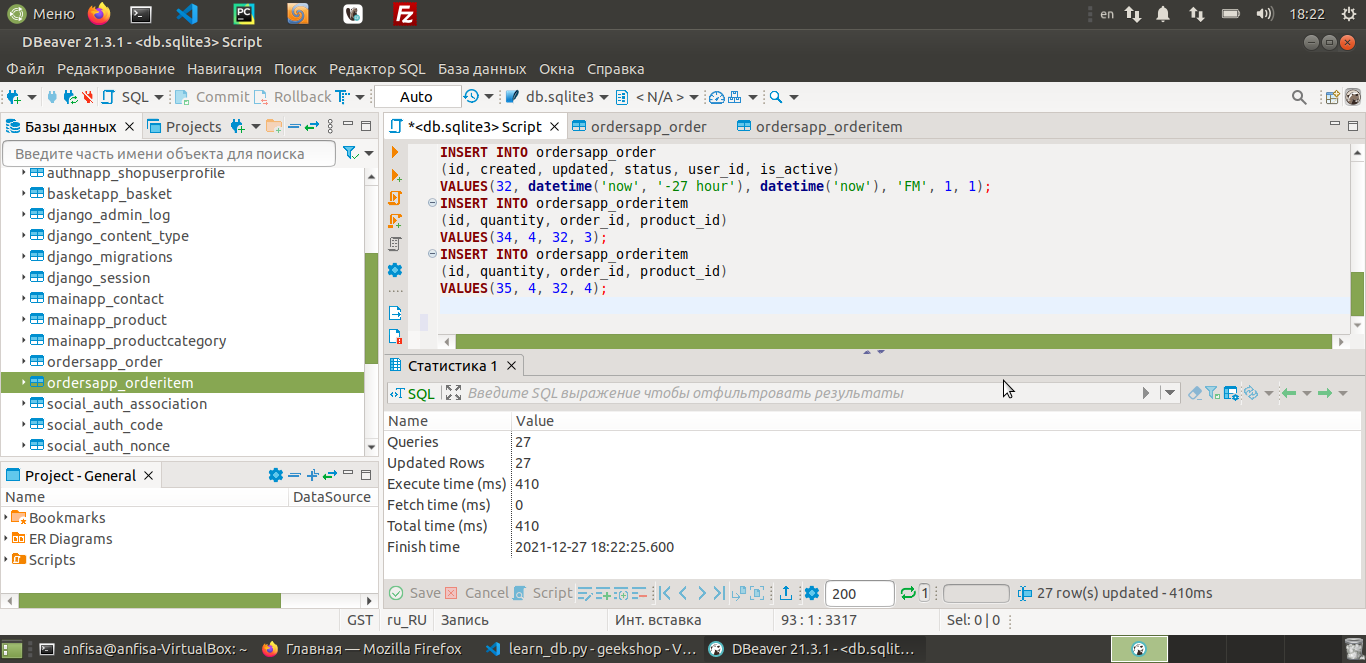 Меню
en
18:22
DBeaver 21.3.1 - <db.sqlite3> Script
Файл Редактирование Навигация Поиск Редактор SQL База данных Окна Справка
SQL Commit Rollback Auto db.sqlite3 < N/A >
Базы данных Projects
*<db.sqlite3> Script ordersapp_order ordersapp_orderitem
Введите часть имени объекта для поиска
authnapp_shopuserprofile
basketapp_basket
django_admin_log
django_content_type
django_migrations
django_session
mainapp_contact
mainapp_product
mainapp_productcategory
ordersapp_order
ordersapp_orderitem
social_auth_association
social_auth_code
social_auth_nonce
INSERT INTO ordersapp_order
(id, created, updated, status, user_id, is_active)
VALUES(32, datetime('now', '-27 hour'), datetime('now'), 'FM', 1, 1);
INSERT INTO ordersapp_orderitem
(id, quantity, order_id, product_id)
VALUES(34, 4, 32, 3);
INSERT INTO ordersapp_orderitem
(id, quantity, order_id, product_id)
VALUES(35, 4, 32, 4);
Статистика 1
SQL Введите SQL выражение чтобы отфильтровать результаты
Name Value
Queries 27
Updated Rows 27
Execute time (ms) 410
Fetch time (ms) 0
Total time (ms) 410
Finish time 2021-12-27 18:22:25.600
Project - General
Name DataSource
Bookmarks
ER Diagrams
Scripts
Save Cancel Script 200 1 27 row(s) updated - 410ms
GST ru_RU Запись Инт. вставка 93 : 1 : 3317 Sel: 0 | 0
anfisa@anfisa-VirtualBox: ~ Главная — Mozilla Firefox learn_db.py - geekshop - V... DBeaver 21.3.1 - <db.sqlit...